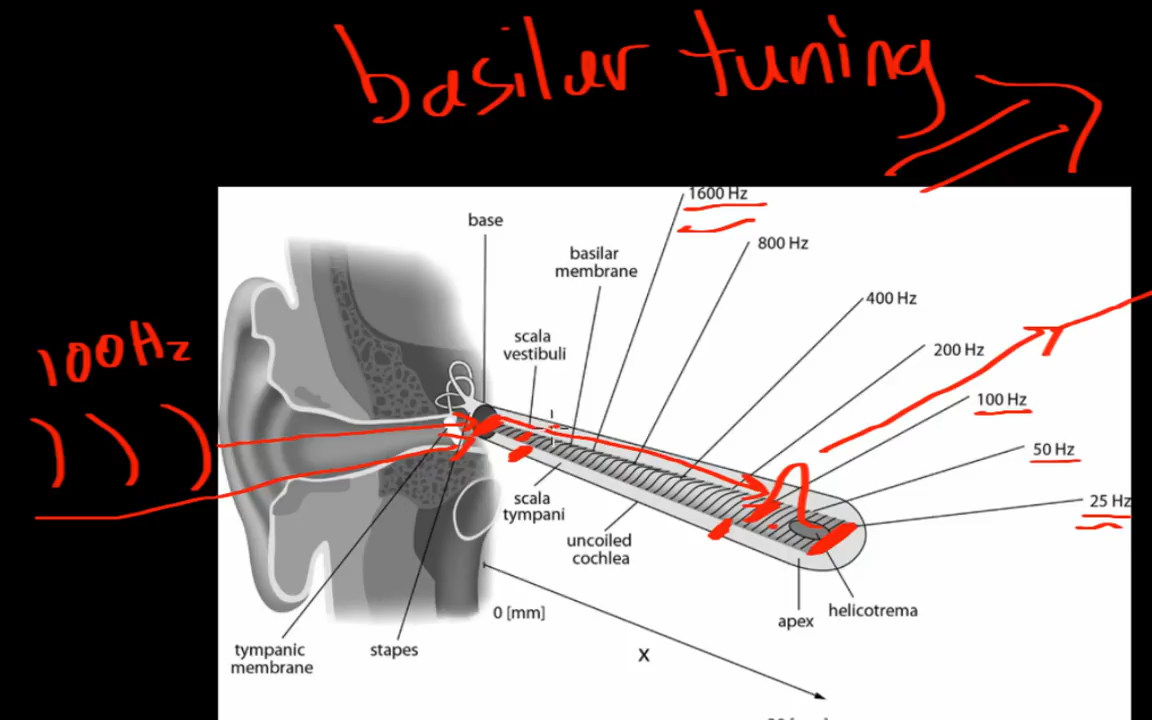 basilar tuning
1600 Hz
base
800 Hz
basilar
membrane
400 Hz
scala
vestibuli
100Hz
200 Hz
100 Hz
50 Hz
25 Hz
scala
tympani
uncoiled
cochlea
0 [mm]
helicotrema
apex
tympanic
membrane
stapes
x